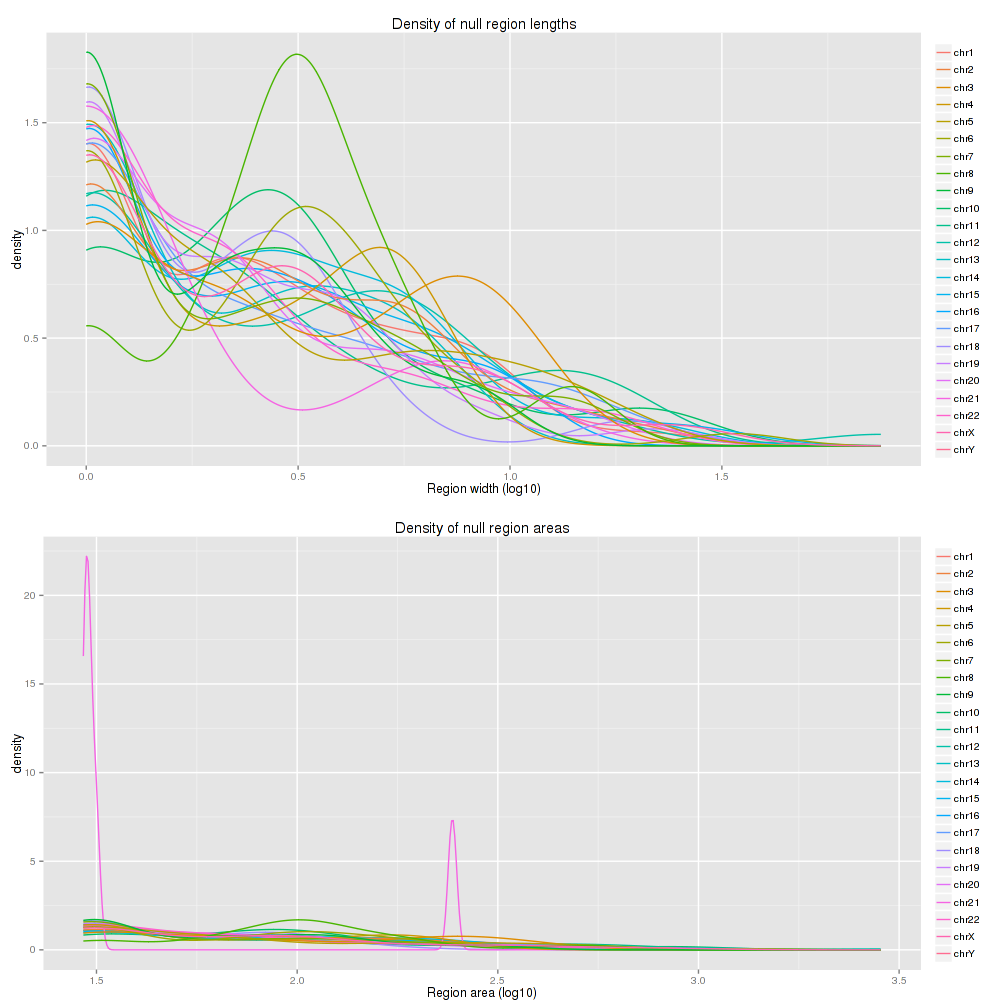 Density of null region lengths
density
1.5
1.0
0.5
0.0
0.0 0.5 1.0 1.5
Region width (log10)
chr1
chr2
chr3
chr4
chr5
chr6
chr7
chr8
chr9
chr10
chr11
chr12
chr13
chr14
chr15
chr16
chr17
chr18
chr19
chr20
chr21
chr22
chrX
chrY
Density of null region areas
density
20
15
10
5
0
1.5 2.0 2.5 3.0 3.5
Region area (log10)
chr1
chr2
chr3
chr4
chr5
chr6
chr7
chr8
chr9
chr10
chr11
chr12
chr13
chr14
chr15
chr16
chr17
chr18
chr19
chr20
chr21
chr22
chrX
chrY